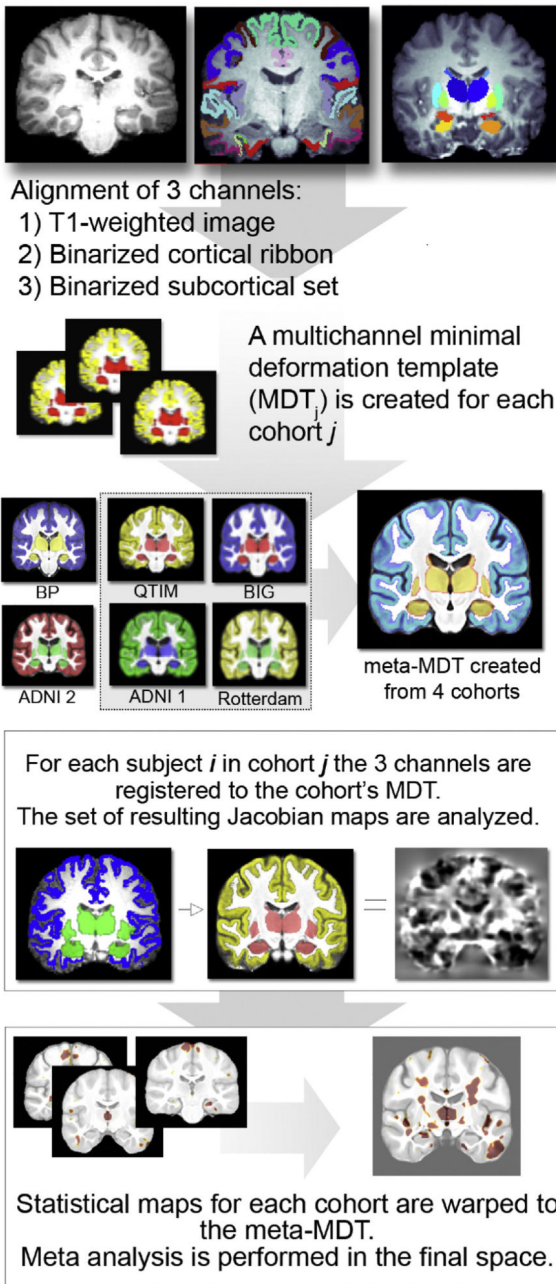 Alignment of 3 channels:
1) T1-weighted image
2) Binarized cortical ribbon
3) Binarized subcortical set
A multichannel minimal
deformation template
(MDTj) is created for each
cohort j
BP
QTIM
BIG
ADNI 2
ADNI 1
Rotterdam
meta-MDT created
from 4 cohorts
For each subject i in cohort j the 3 channels are
registered to the cohort's MDT.
The set of resulting Jacobian maps are analyzed.
Statistical maps for each cohort are warped to
the meta-MDT.
Meta analysis is performed in the final space.